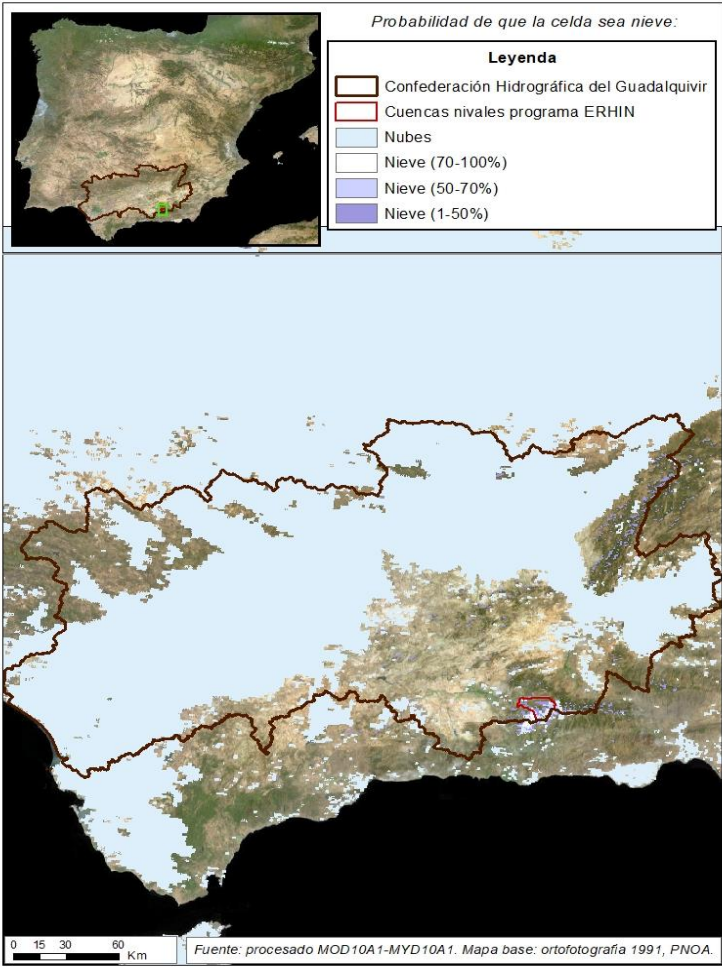 Probabilidad de que la celda sea nieve:
Leyenda
Confederación Hidrográfica del Guadalquivir
Cuencas nivales programa ERHIN
Nubes
Nieve (70-100%)
Nieve (50-70%)
Nieve (1-50%)
0 15 30 60
Km
Fuente: procesado MOD10A1-MYD10A1. Mapa base: ortofotografía 1991, PNOA.